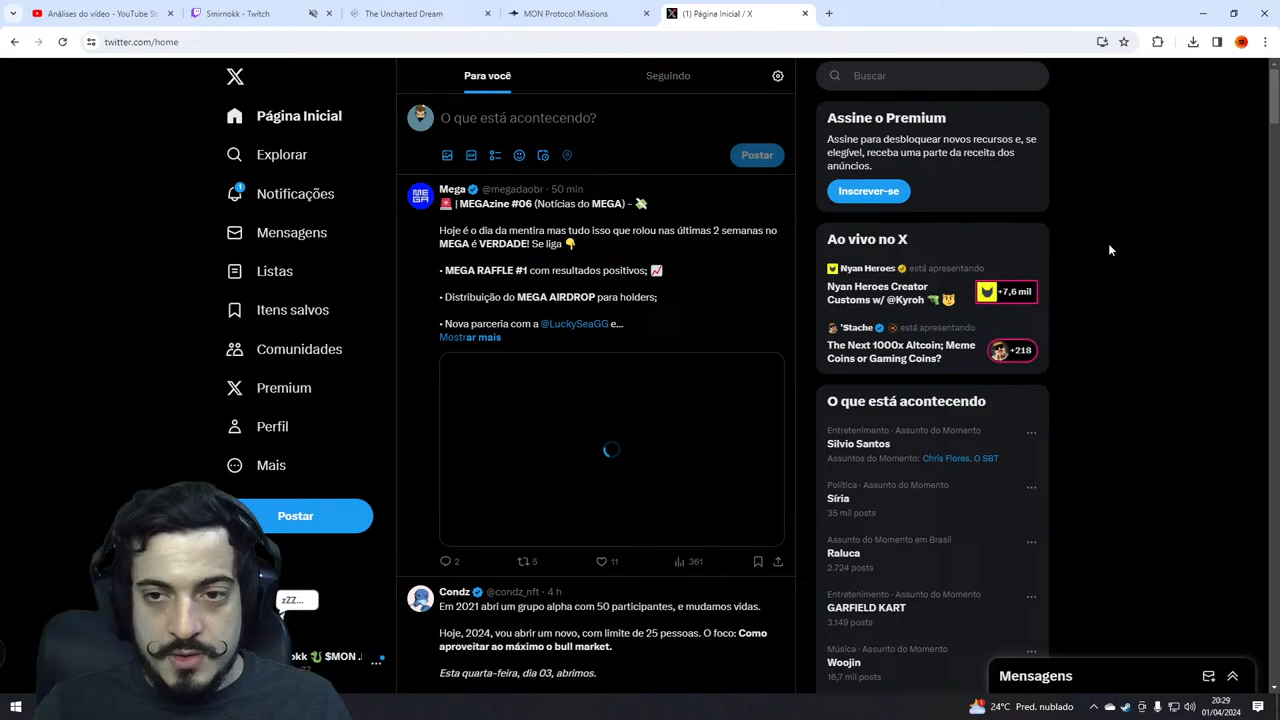 Análises do vídeo - YouTube St
Smirnokk - Twitch
The Uncharted Dream
MON Protocol Missions
(1) Página Inicial / X
twitter.com/home
Para você
Seguindo
Buscar
Página Inicial
Explorar
1
Notificações
Mensagens
Listas
Itens salvos
Comunidades
Premium
Perfil
Mais
Postar
zZZ...
okk
$MON
O que está acontecendo?
Postar
ME
GA
Mega @megadaobr · 50 min
| MEGAzine #06 (Notícias do MEGA) –
Hoje é o dia da mentira mas tudo isso que rolou nas últimas 2 semanas no
MEGA é VERDADE! Se liga
• MEGA RAFFLE #1 com resultados positivos;
• Distribuição do MEGA AIRDROP para holders;
• Nova parceria com a @LuckySeaGG e...
Mostrar mais
2 5 11 361
Condz @condz_nft · 4 h
Em 2021 abri um grupo alpha com 50 participantes, e mudamos vidas.
Hoje, 2024, vou abrir um novo, com limite de 25 pessoas. O foco: Como
aproveitar ao máximo o bull market.
Esta quarta-feira, dia 03, abrimos.
Assine o Premium
Assine para desbloquear novos recursos e, se
elegível, receba uma parte da receita dos
anúncios.
Inscrever-se
Ao vivo no X
Nyan Heroes está apresentando
Nyan Heroes Creator
Customs w/ @Kyroh
+7,6 mil
'Stache está apresentando
The Next 1000x Altcoin; Meme
Coins or Gaming Coins?
+218
O que está acontecendo
Entretenimento · Assunto do Momento
Silvio Santos
Assuntos do Momento: Chris Flores, O SBT
Política · Assunto do Momento
Síria
35 mil posts
Assunto do Momento em Brasil
Raluca
2.724 posts
Entretenimento · Assunto do Momento
GARFIELD KART
3.149 posts
Música · Assunto do Momento
Woojin
16,7 mil posts
Mensagens
24°C Pred. nublado
20:29
01/04/2024